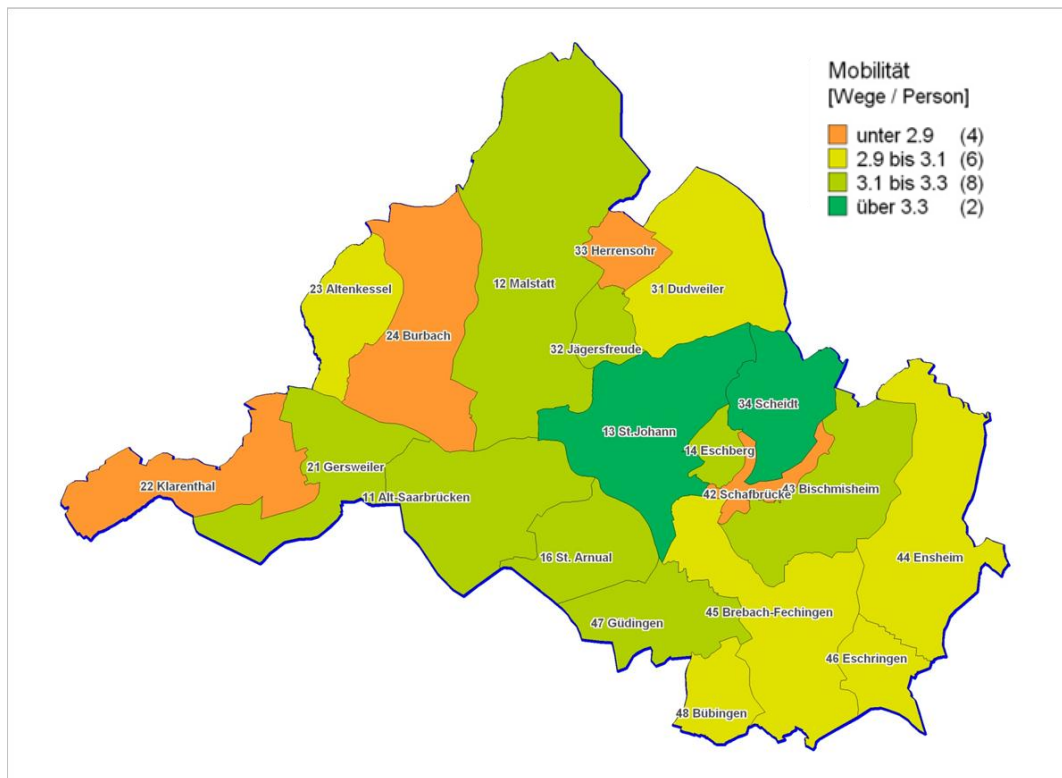 Mobilität
[Wege / Person]
unter 2.9 (4)
2.9 bis 3.1 (6)
3.1 bis 3.3 (8)
über 3.3 (2)
33 Herrensohr
12 Malstatt
23 Altenkessel
31 Dudweiler
24 Burbach
32 Jägersfreude
34 Scheidt
13 St.Johann
14 Eschberg
21 Gersweiler
22 Klarenthal
43 Bischmisheim
42 Schafbrücke
11 Alt-Saarbrücken
16 St. Arnual
44 Ensheim
45 Brebach-Fechingen
47 Güdingen
46 Eschringen
48 Bübingen